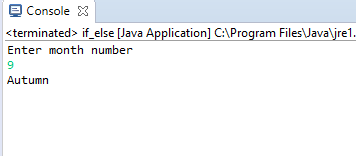 Console
<terminated> if_else [Java Application] C:\Program Files\Java\jre1.
Enter month number
9
Autumn